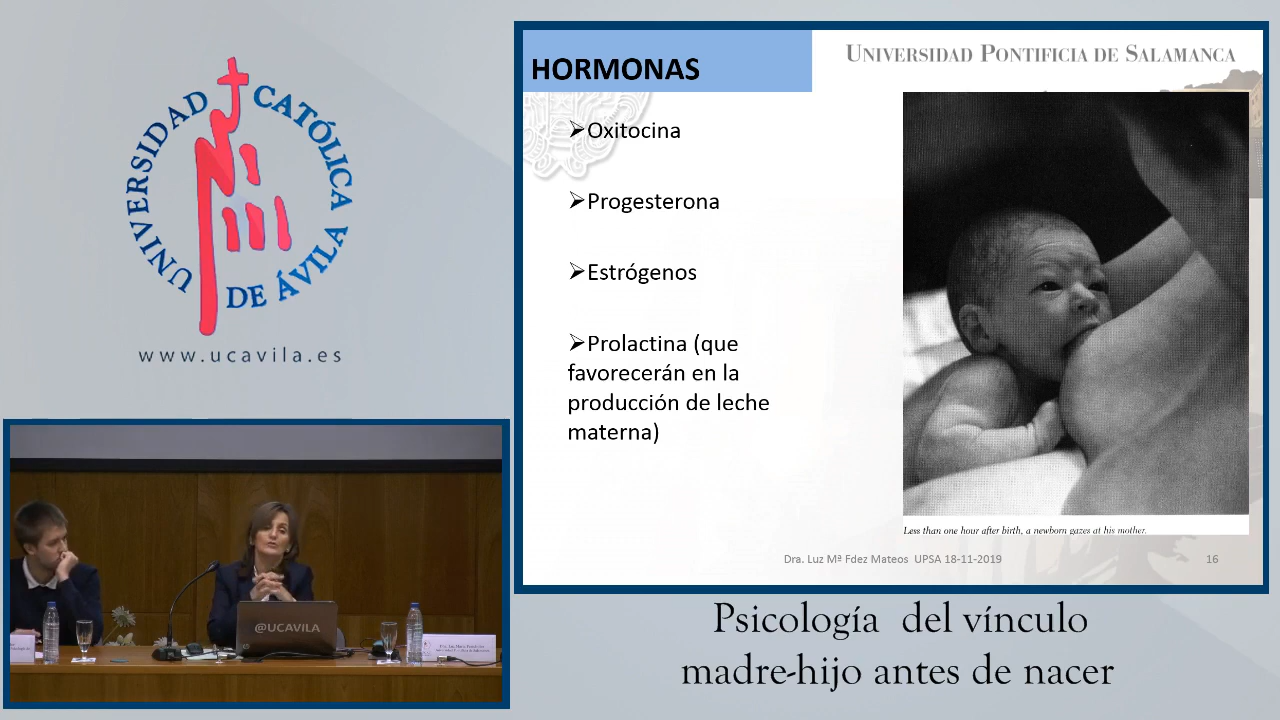 UNIVERSIDAD CATÓLICA DE ÁVILA
www.ucavila.es
HORMONAS
UNIVERSIDAD PONTIFICIA DE SALAMANCA
➢Oxitocina
➢Progesterona
➢Estrógenos
➢Prolactina (que
favorecerán en la
producción de leche
materna)
Less than one hour after birth, a newborn gazes at his mother.
Dra. Luz Mª Fdez Mateos UPSA 18-11-2019
16
@UCAVILA
Psicología del vínculo
madre-hijo antes de nacer